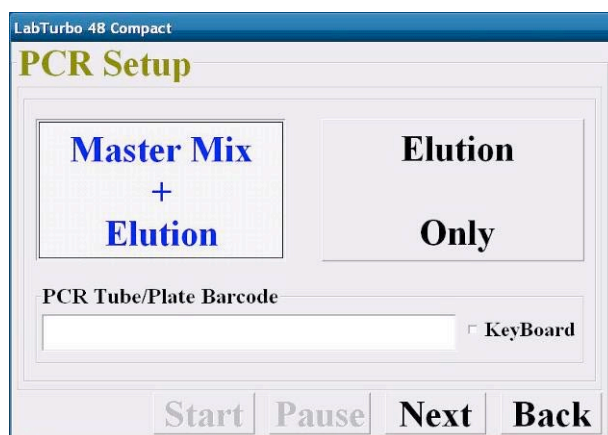 LabTurbo 48 Compact
PCR Setup
Master Mix
+
Elution
Elution
Only
PCR Tube/Plate Barcode
KeyBoard
Start Pause Next Back